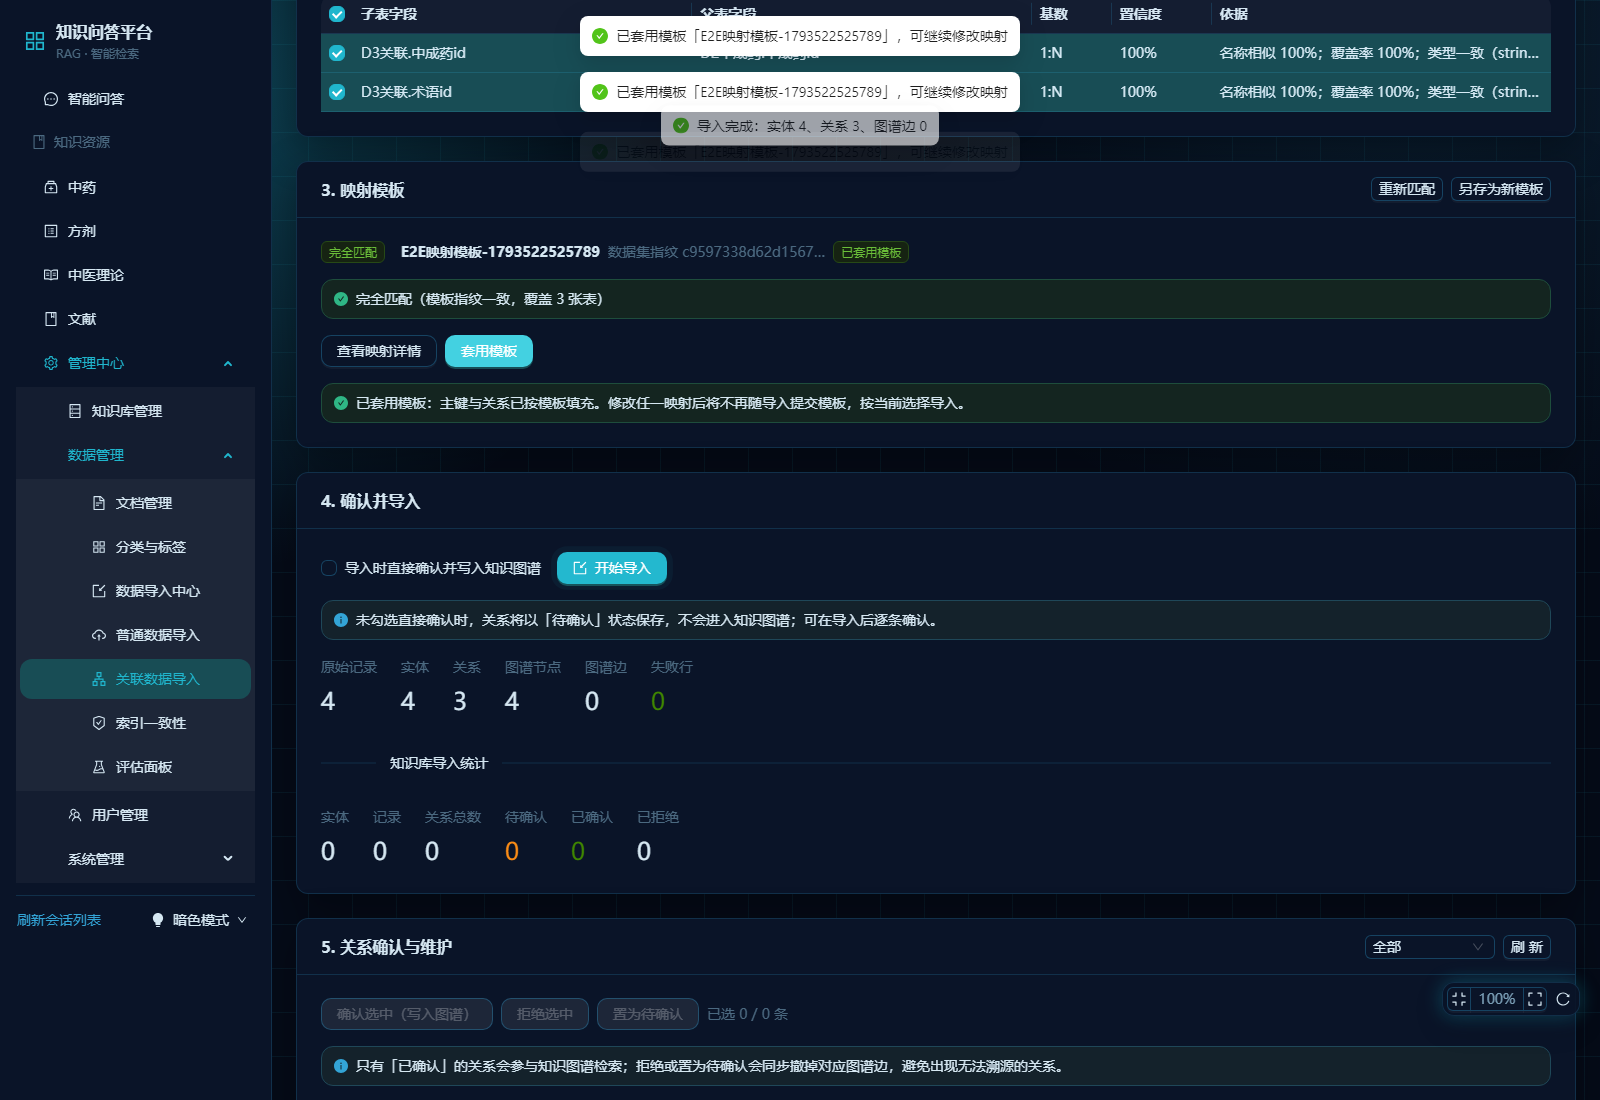 知识问答平台
RAG · 智能检索
智能问答
知识资源
中药
方剂
中医理论
文献
管理中心
知识库管理
数据管理
文档管理
分类与标签
数据导入中心
普通数据导入
关联数据导入
索引一致性
评估面板
用户管理
系统管理
刷新会话列表
暗色模式
子表字段 父表字段 基数 置信度 依据
D3关联.中成药id 1:N 100% 名称相似 100%；覆盖率 100%；类型一致（strin...
D3关联.术语id 1:N 100% 名称相似 100%；覆盖率 100%；类型一致（strin...
已套用模板「E2E映射模板-1793522525789」，可继续修改映射
已套用模板「E2E映射模板-1793522525789」，可继续修改映射
导入完成：实体 4、关系 3、图谱边 0
已套用模板「E2E映射模板-1793522525789」，可继续修改映射
3. 映射模板
重新匹配 另存为新模板
完全匹配 E2E映射模板-1793522525789 数据集指纹 c9597338d62d1567... 已套用模板
完全匹配（模板指纹一致，覆盖 3 张表）
查看映射详情 套用模板
已套用模板：主键与关系已按模板填充。修改任一映射后将不再随导入提交模板，按当前选择导入。
4. 确认并导入
导入时直接确认并写入知识图谱 开始导入
未勾选直接确认时，关系将以「待确认」状态保存，不会进入知识图谱；可在导入后逐条确认。
原始记录 实体 关系 图谱节点 图谱边 失败行
4 4 3 4 0 0
知识库导入统计
实体 记录 关系总数 待确认 已确认 已拒绝
0 0 0 0 0 0
5. 关系确认与维护
全部 刷 新
确认选中（写入图谱） 拒绝选中 置为待确认 已选 0 / 0 条
100%
只有「已确认」的关系会参与知识图谱检索；拒绝或置为待确认会同步撤掉对应图谱边，避免出现无法溯源的关系。